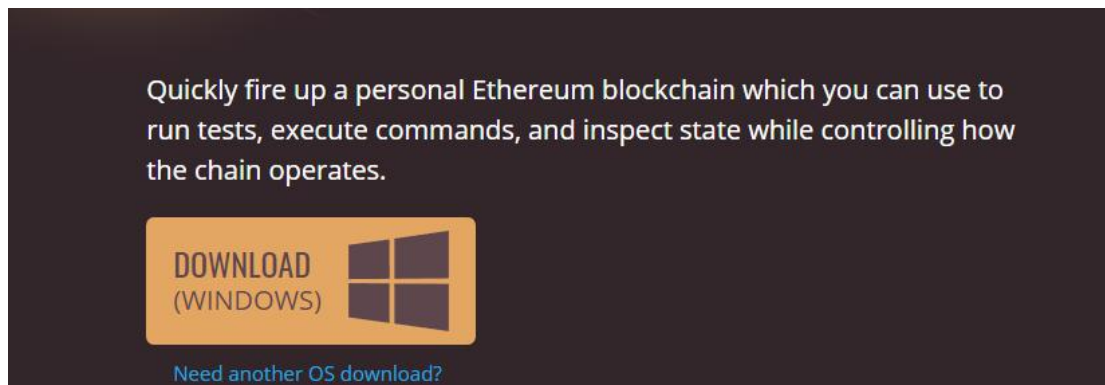 Quickly fire up a personal Ethereum blockchain which you can use to
run tests, execute commands, and inspect state while controlling how
the chain operates.
DOWNLOAD
(WINDOWS)
Need another OS download?